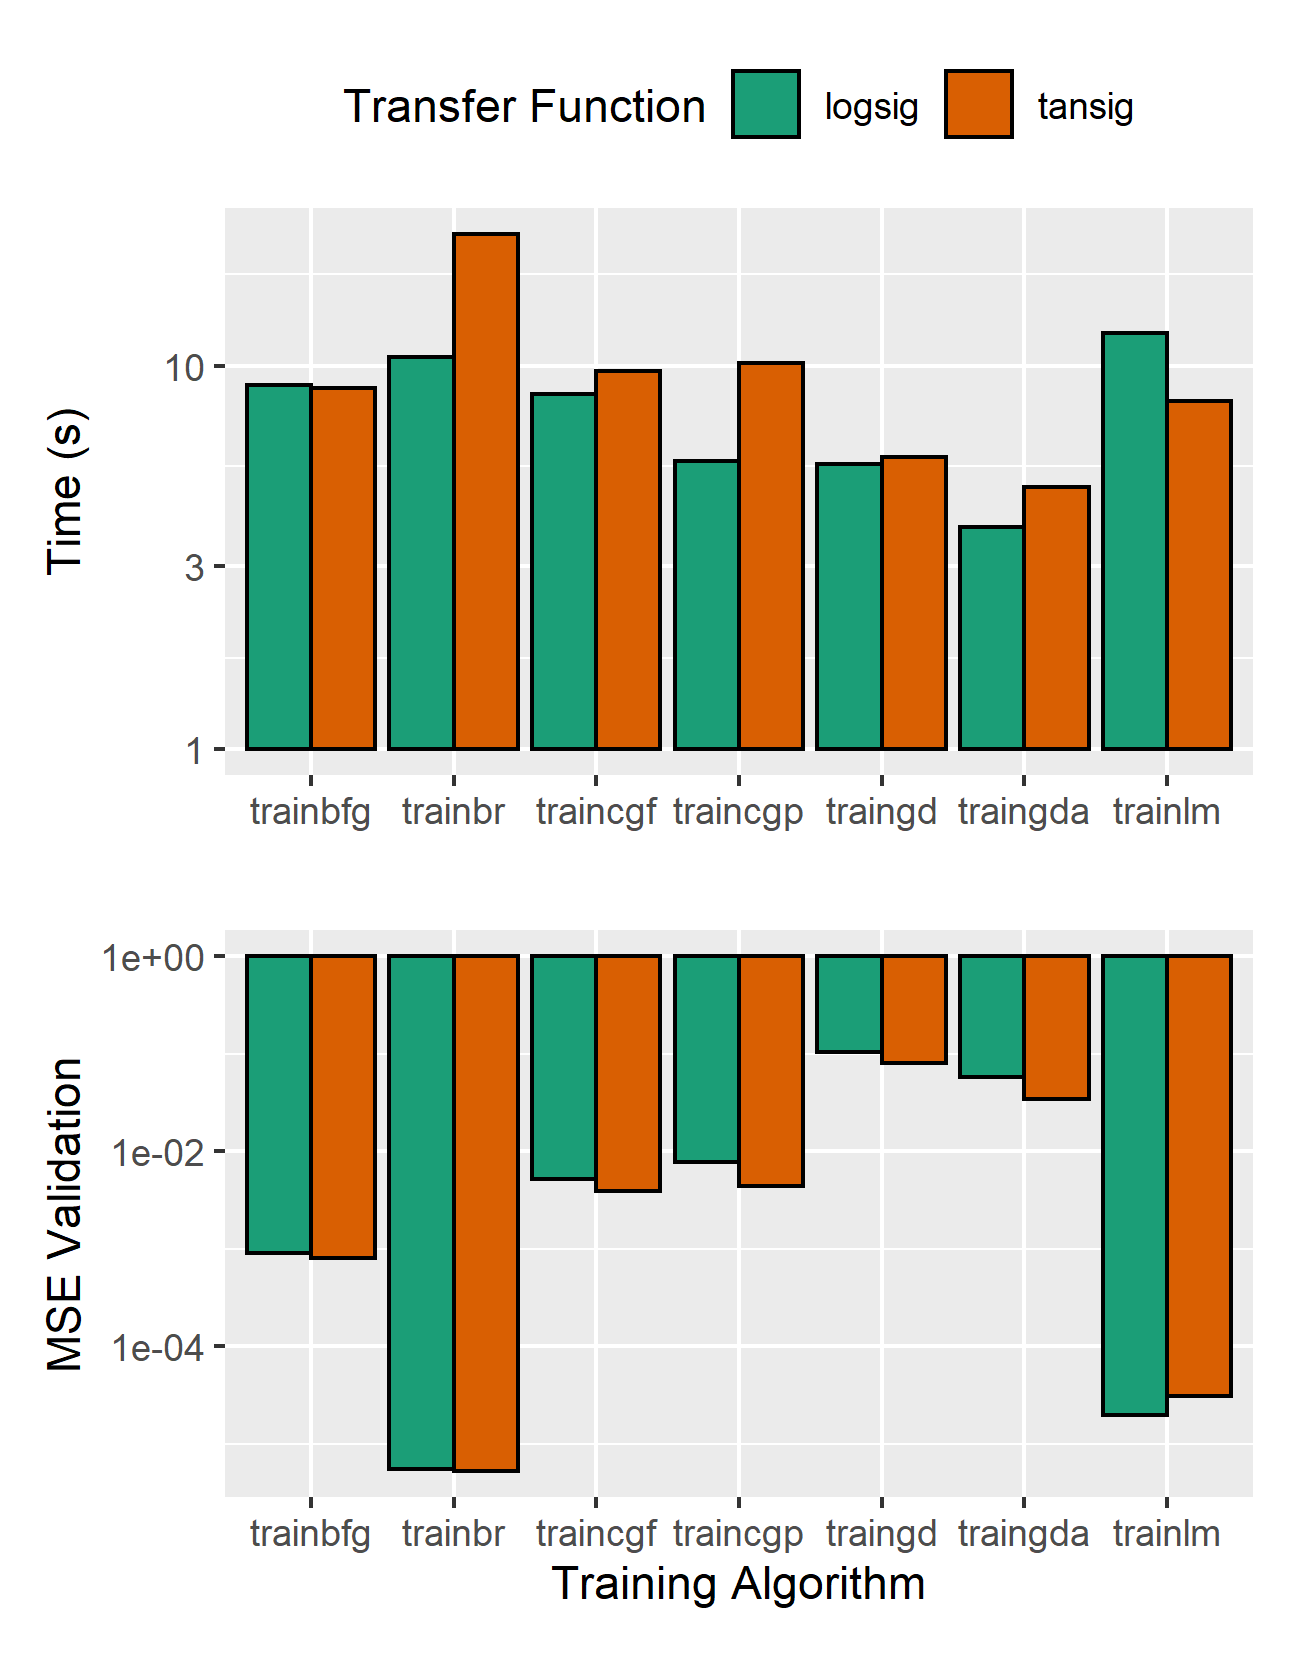 Transfer Function logsig tansig
Time (s)
10
3
1
trainbfg trainbr traincgf traincgp traingd traingda trainlm
MSE Validation
1e+00
1e-02
1e-04
trainbfg trainbr traincgf traincgp traingd traingda trainlm
Training Algorithm